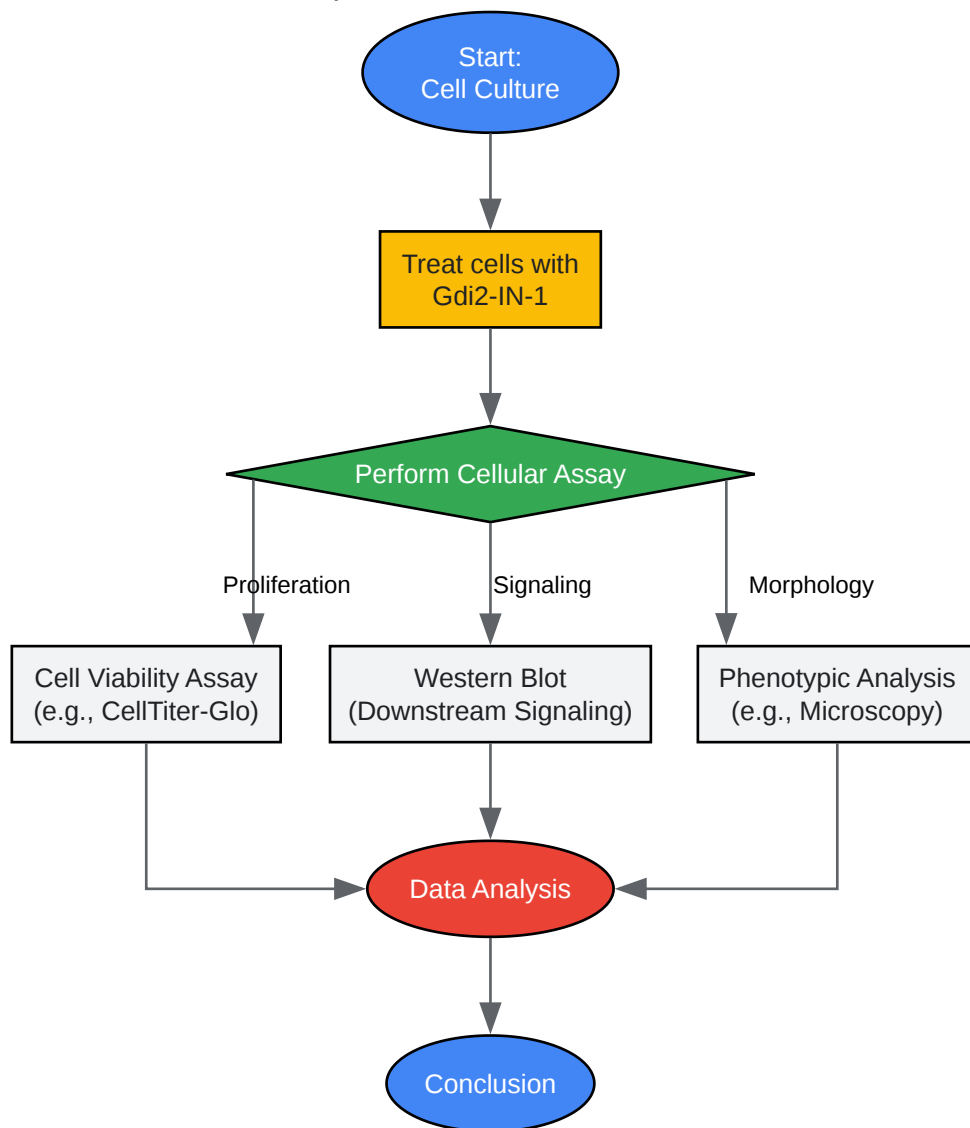 Start:
Cell Culture
Treat cells with
Gdi2-IN-1
Perform Cellular Assay
Proliferation
Signaling
Morphology
Cell Viability Assay
(e.g., CellTiter-Glo)
Western Blot
(Downstream Signaling)
Phenotypic Analysis
(e.g., Microscopy)
Data Analysis
Conclusion